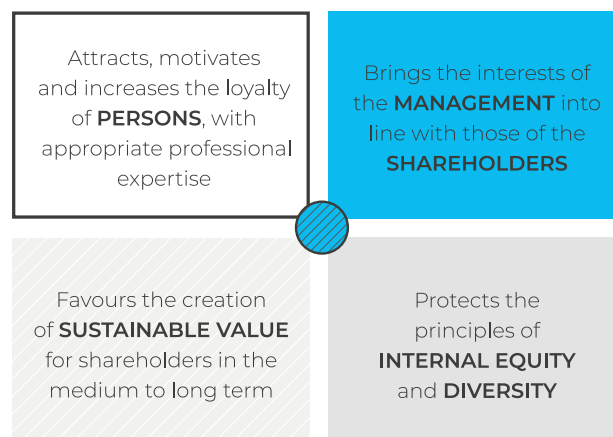 Attracts, motivates
and increases the loyalty
of PERSONS, with
appropriate professional
expertise
Brings the interests of
the MANAGEMENT into
line with those of the
SHAREHOLDERS
Favours the creation
of SUSTAINABLE VALUE
for shareholders in the
medium to long term
Protects the
principles of
INTERNAL EQUITY
and DIVERSITY